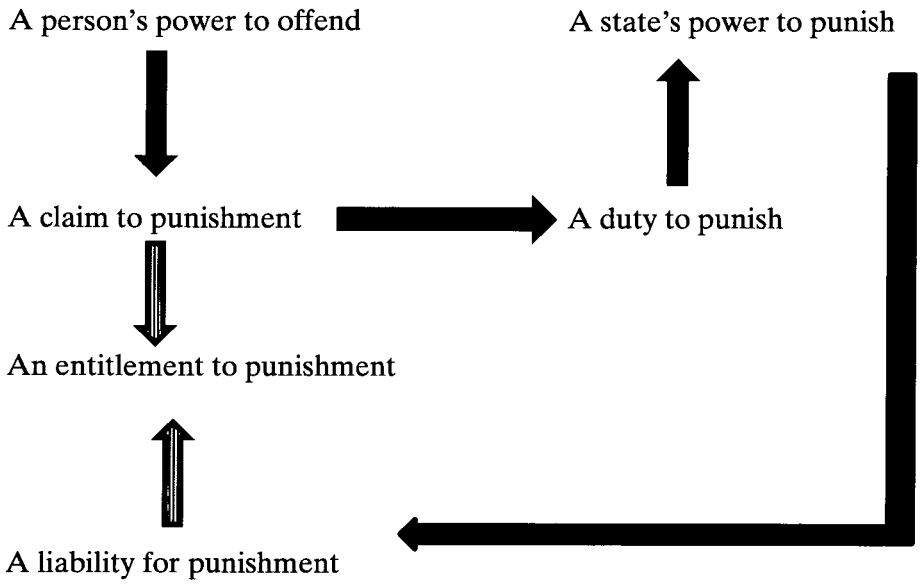 A person’s power to offend
A state’s power to punish
A claim to punishment
A duty to punish
An entitlement to punishment
A liability for punishment